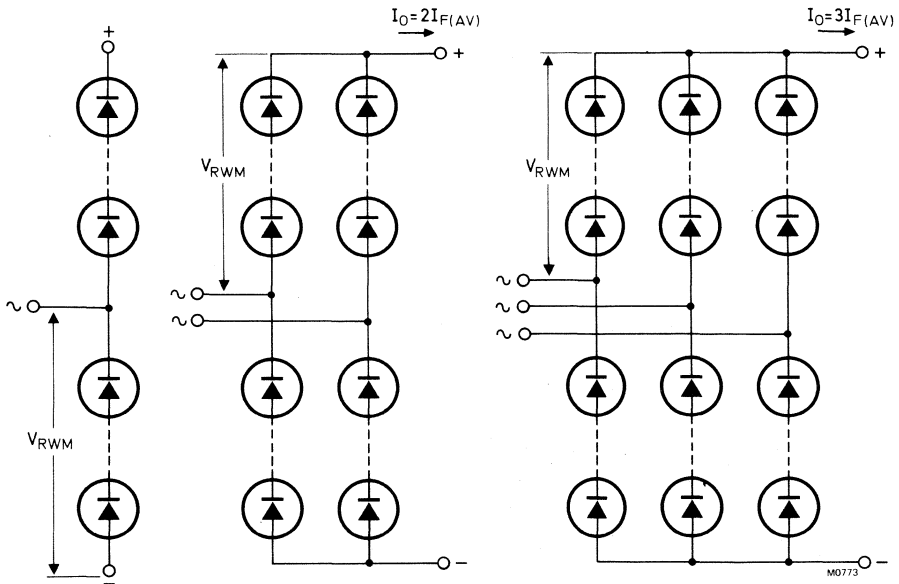 +
V_RWM
∼
−
I_O=2I_F(AV)
+
V_RWM
∼
∼
−
I_O=3I_F(AV)
+
V_RWM
∼
∼
∼
−
M0773